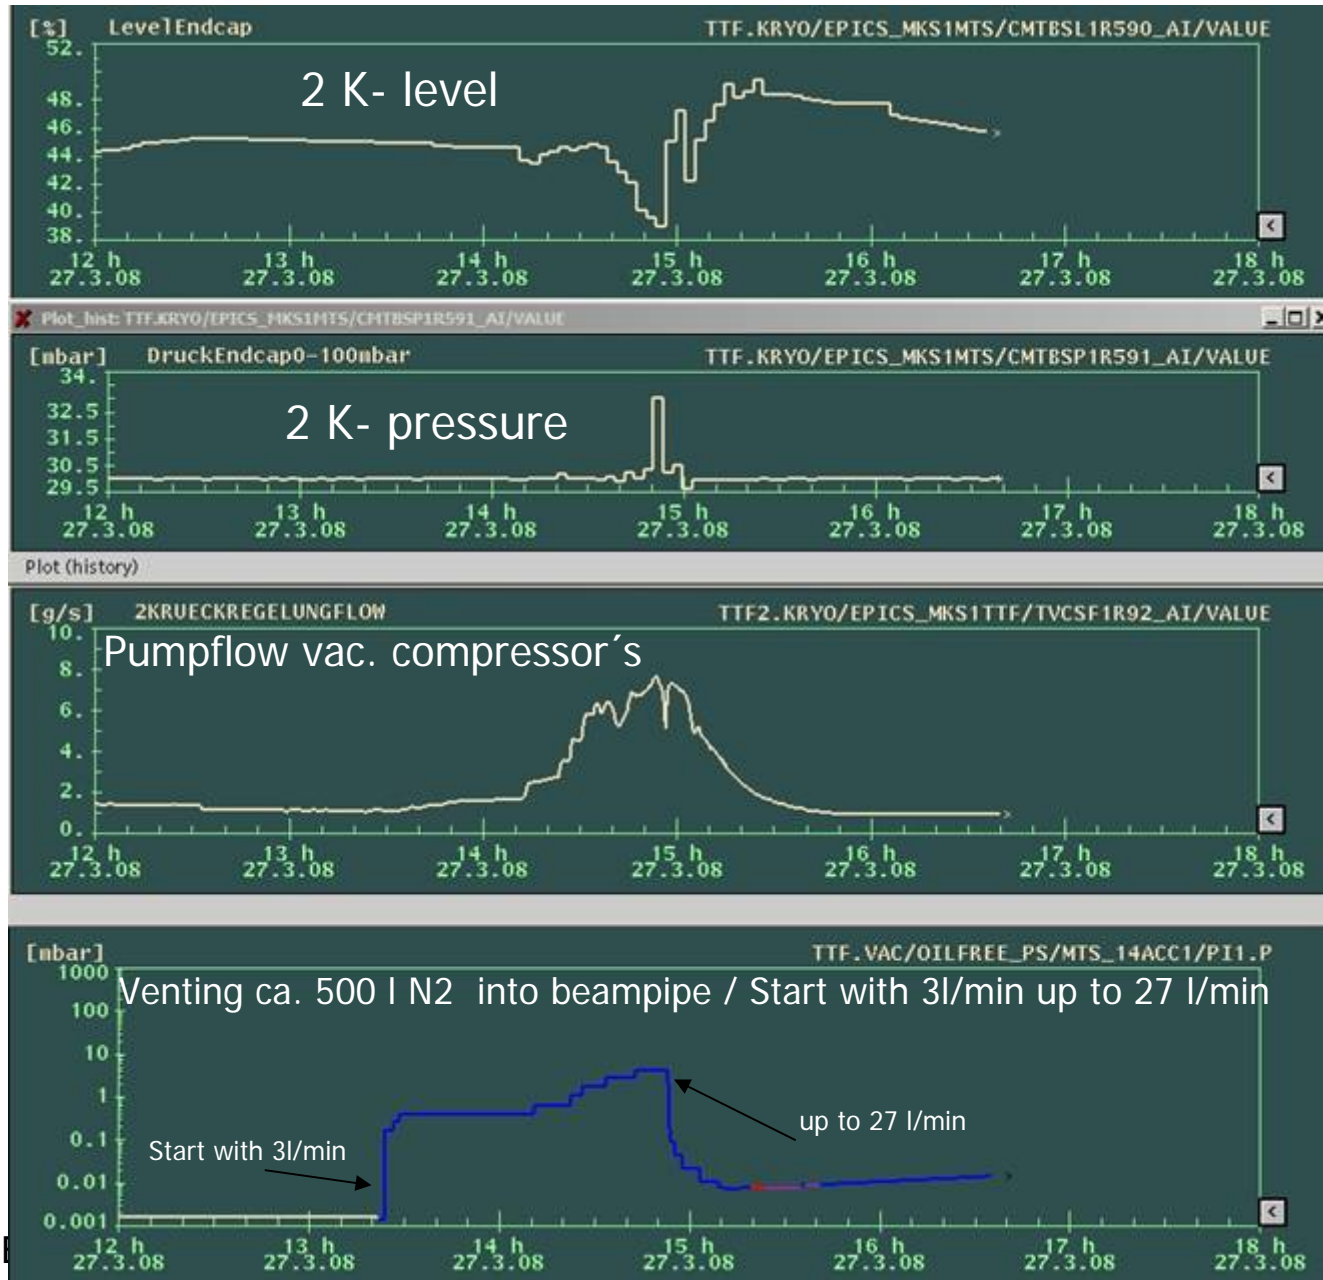 [%] LevelEndcap TTF.KRYO/EPICS_MKS1MTS/CMTBSL1R590_AI/VALUE
52.
2 K- level
48.
46.
44.
42.
40.
38.
<
12 h 13 h 14 h 15 h 16 h 17 h 18 h
27.3.08 27.3.08 27.3.08 27.3.08 27.3.08 27.3.08 27.3.08
Plot_hist: TTF.KRYO/EPICS_MKS1MTS/CMTBSP1R591_AI/VALUE
[mbar] DruckEndcap0-100mbar TTF.KRYO/EPICS_MKS1MTS/CMTBSP1R591_AI/VALUE
34.
2 K- pressure
32.5
31.5
30.5
29.5
<
12 h 13 h 14 h 15 h 16 h 17 h 18 h
27.3.08 27.3.08 27.3.08 27.3.08 27.3.08 27.3.08 27.3.08
Plot (history)
[g/s] 2KRUECKREGELUNGFLOW TTF2.KRYO/EPICS_MKS1TTF/TVCSF1R92_AI/VALUE
10.
Pumpflow vac. compressor´s
8.
6.
4.
2.
0.
<
12 h 13 h 14 h 15 h 16 h 17 h 18 h
27.3.08 27.3.08 27.3.08 27.3.08 27.3.08 27.3.08 27.3.08
[mbar] TTF.VAC/OILFREE_PS/MTS_14ACC1/PI1.P
1000
Venting ca. 500 l N2 into beampipe / Start with 3l/min up to 27 l/min
100
10
1
up to 27 l/min
0.1
Start with 3l/min
0.01
0.001
<
12 h 13 h 14 h 15 h 16 h 17 h 18 h
27.3.08 27.3.08 27.3.08 27.3.08 27.3.08 27.3.08 27.3.08